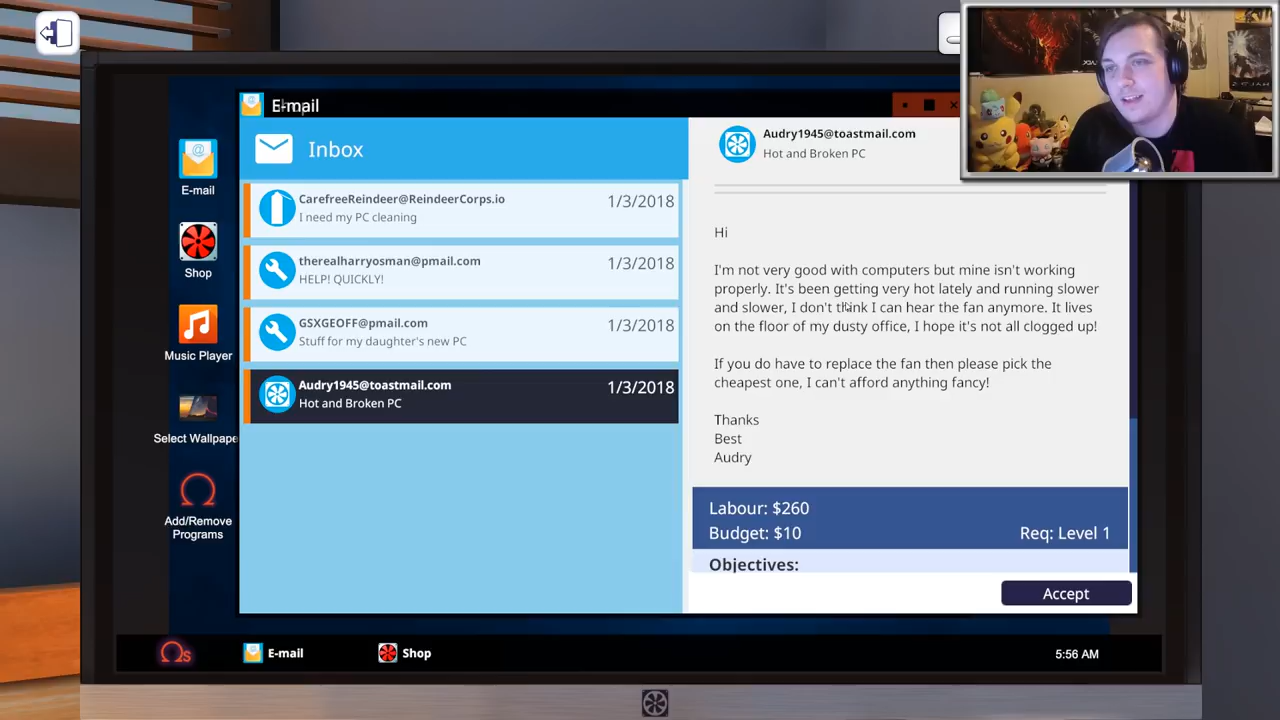 E-mail
Inbox
CarefreeReindeer@ReindeerCorps.io
1/3/2018
I need my PC cleaning
therealharryosman@pmail.com
1/3/2018
HELP! QUICKLY!
GSXGEOFF@pmail.com
1/3/2018
Stuff for my daughter's new PC
Audry1945@toastmail.com
1/3/2018
Hot and Broken PC
Audry1945@toastmail.com
Hot and Broken PC
Hi
I'm not very good with computers but mine isn't working
properly. It's been getting very hot lately and running slower
and slower, I don't think I can hear the fan anymore. It lives
on the floor of my dusty office, I hope it's not all clogged up!
If you do have to replace the fan then please pick the
cheapest one, I can't afford anything fancy!
Thanks
Best
Audry
Labour: $260
Budget: $10
Req: Level 1
Objectives:
Accept
E-mail
Shop
Music Player
Select Wallpape
Add/Remove
Programs
Ωs
E-mail
Shop
5:56 AM